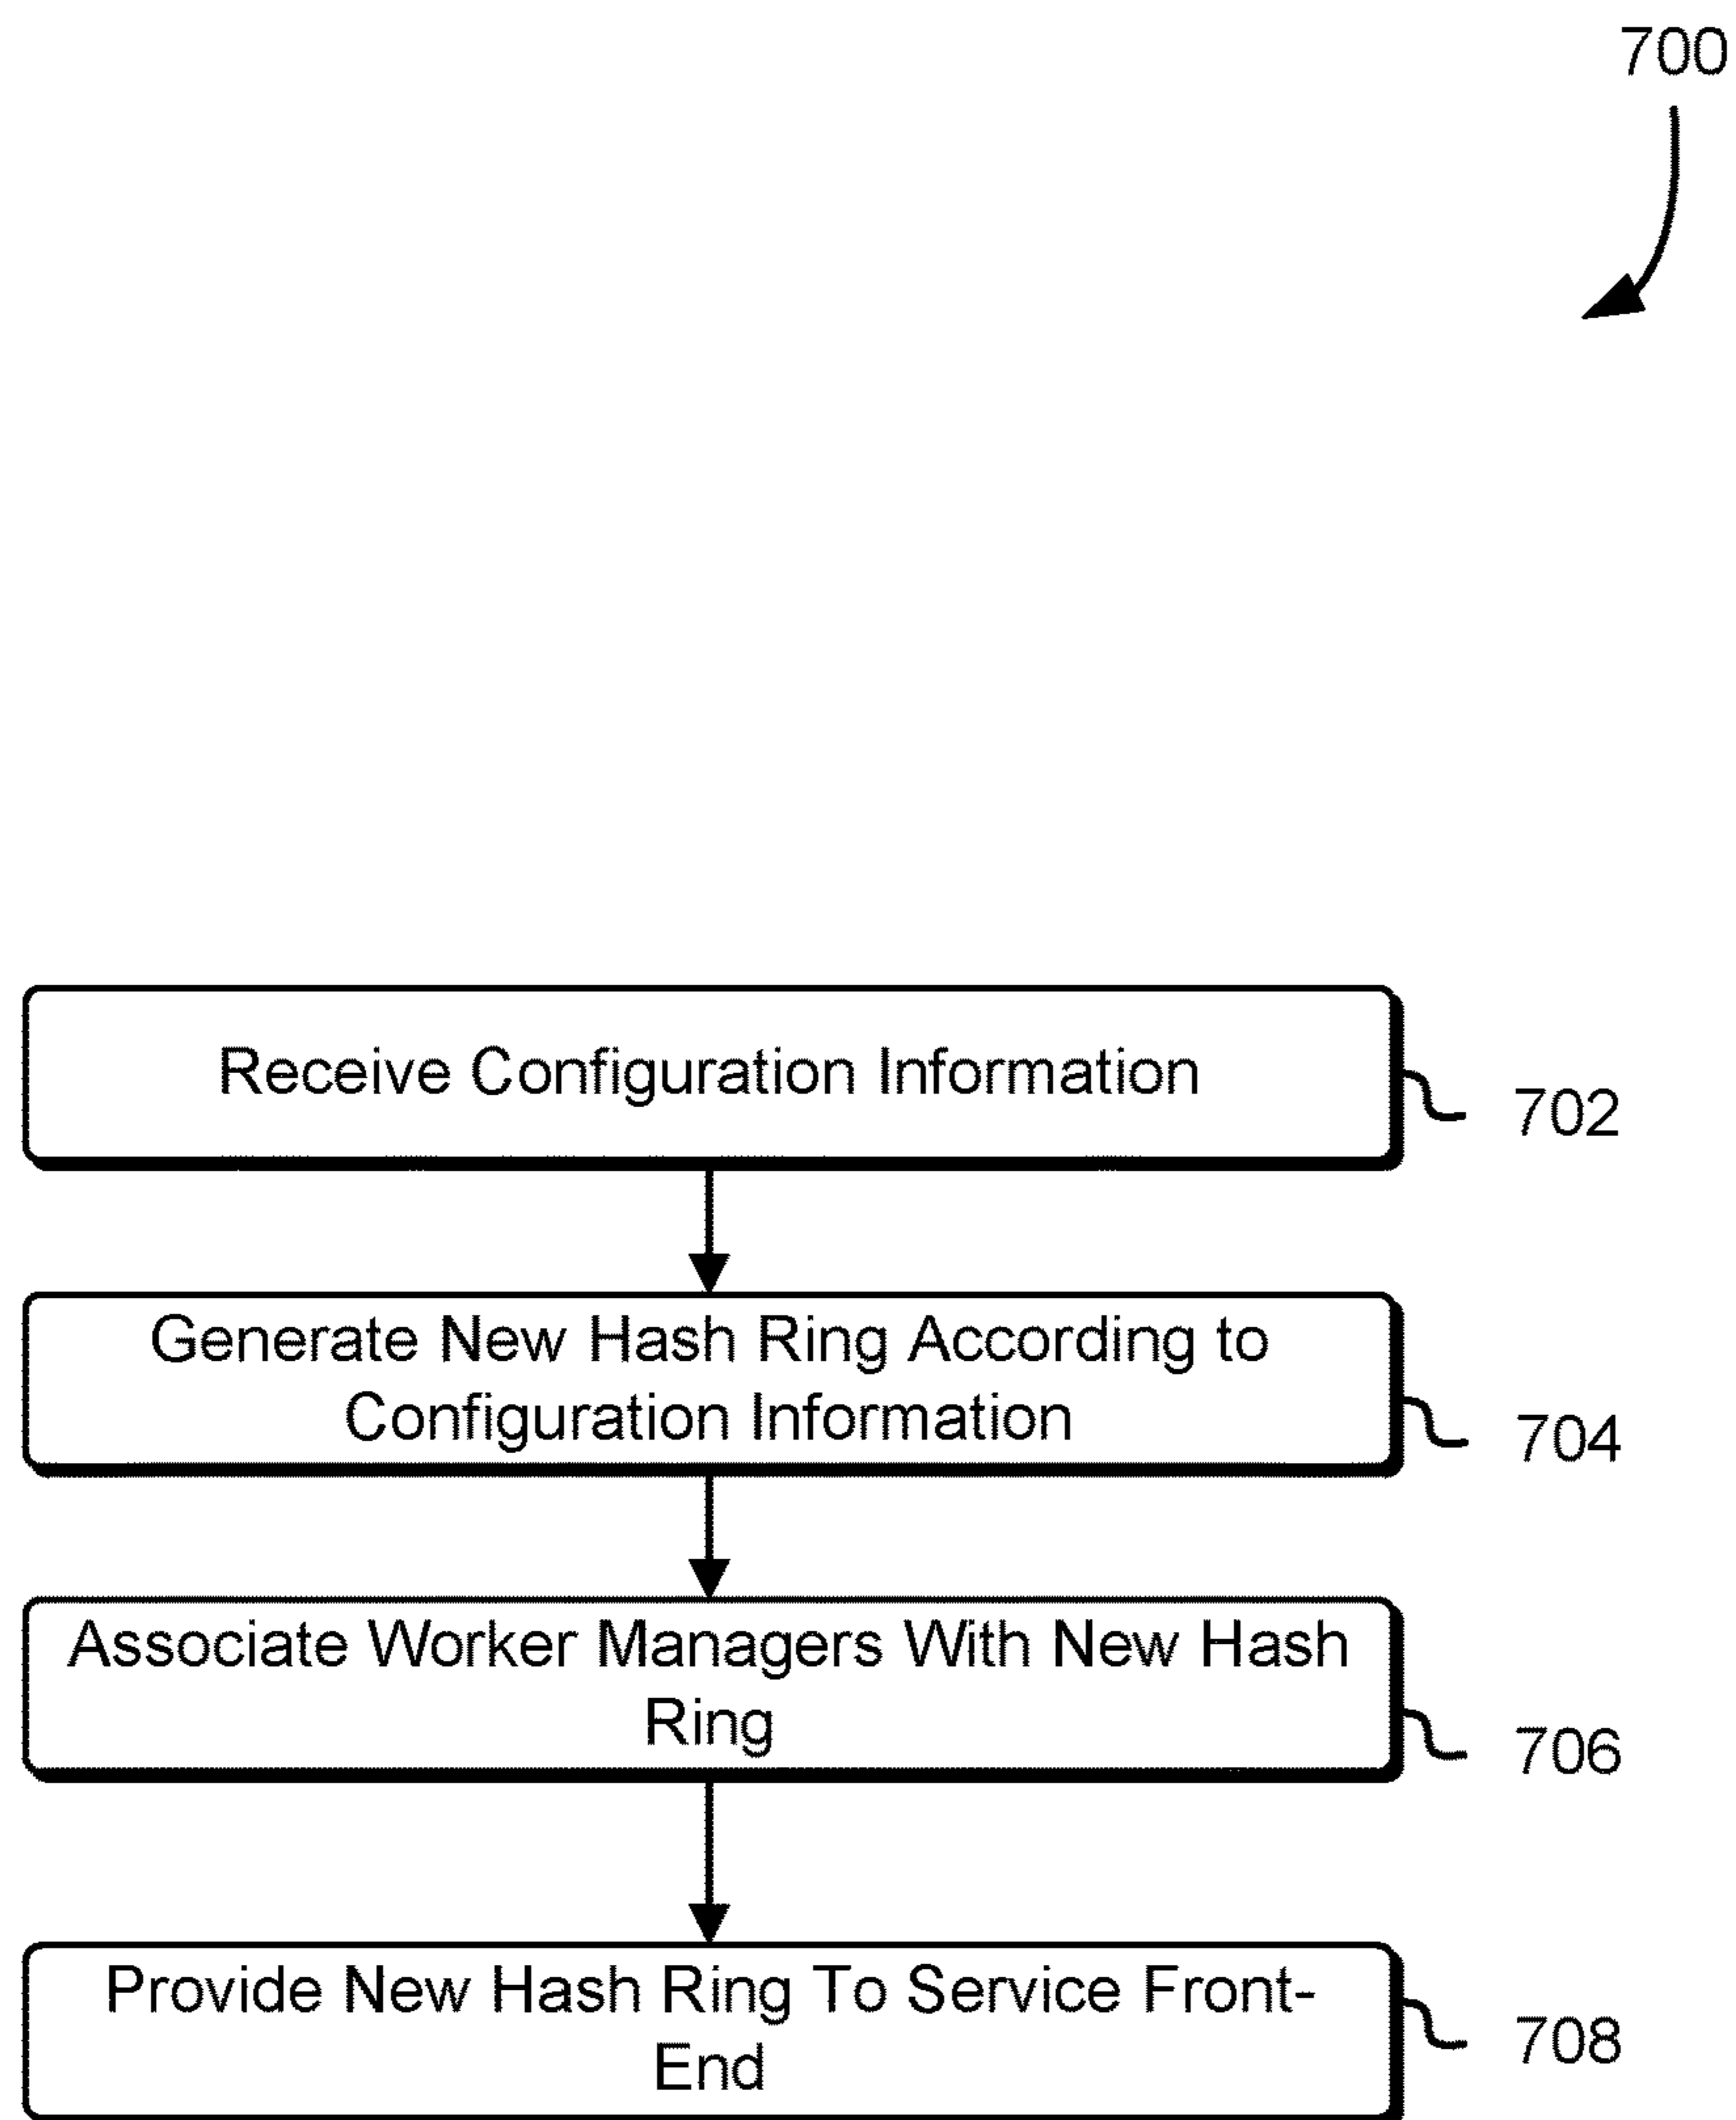 700
Receive Configuration Information
702
Generate New Hash Ring According to
Configuration Information
704
Associate Worker Managers With New Hash
Ring
706
Provide New Hash Ring To Service Front-
End
708